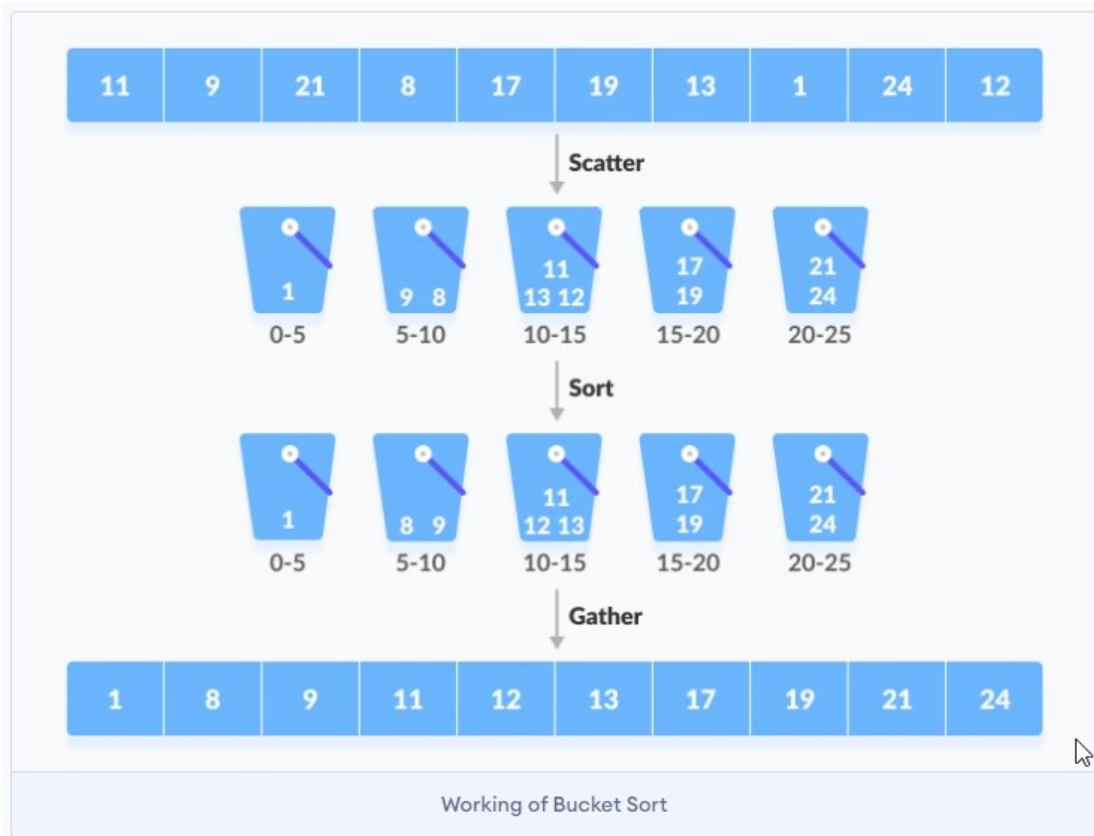 11 9 21 8 17 19 13 1 24 12
Scatter
11 17 21
1 9 8 13 12 19 24
0-5 5-10 10-15 15-20 20-25
Sort
11 17 21
1 8 9 12 13 19 24
0-5 5-10 10-15 15-20 20-25
Gather
1 8 9 11 12 13 17 19 21 24
Working of Bucket Sort